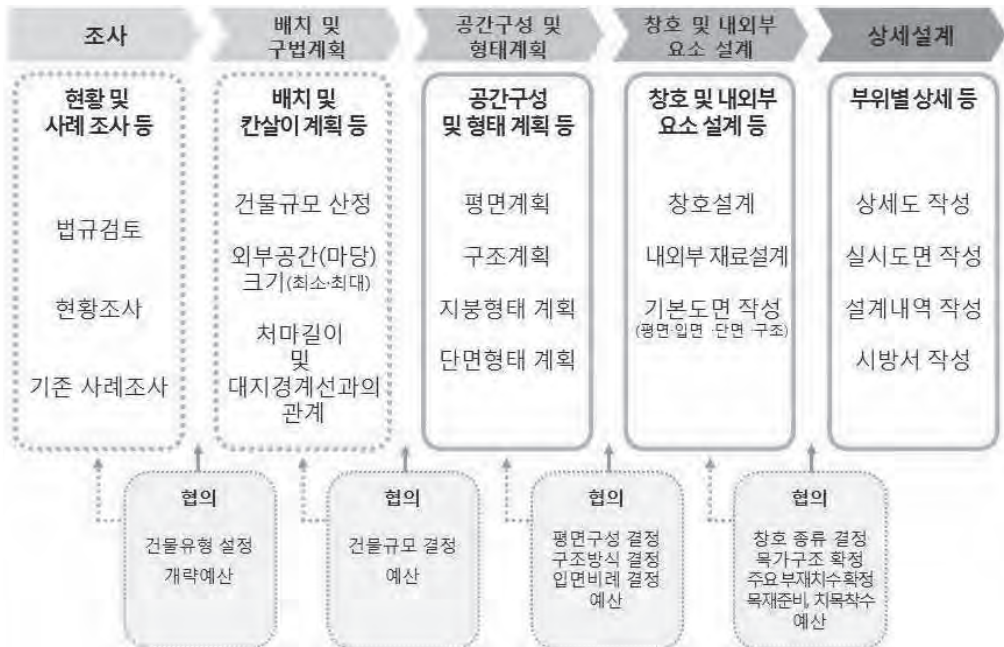 조사
배치 및
구법계획
공간구성 및
형태계획
창호 및 내외부
요소 설계
상세설계
현황 및
사례 조사 등
법규검토
현황조사
기존 사례조사
배치 및
칸살이 계획 등
건물규모 산정
외부공간(마당)
크기(최소·최대)
처마길이
및
대지경계선과의
관계
공간구성
및 형태 계획 등
평면계획
구조계획
지붕형태 계획
단면형태 계획
창호 및 내외부
요소 설계 등
창호설계
내외부 재료설계
기본도면 작성
(평면·입면 ·단면 ·구조)
부위별 상세 등
상세도 작성
실시도면 작성
설계내역 작성
시방서 작성
협의
건물유형 설정
개략예산
협의
건물규모 결정
예산
협의
평면구성 결정
구조방식 결정
입면비례 결정
예산
협의
창호 종류 결정
목가구조 확정
주요부재치수확정
목재준비, 치목착수
예산